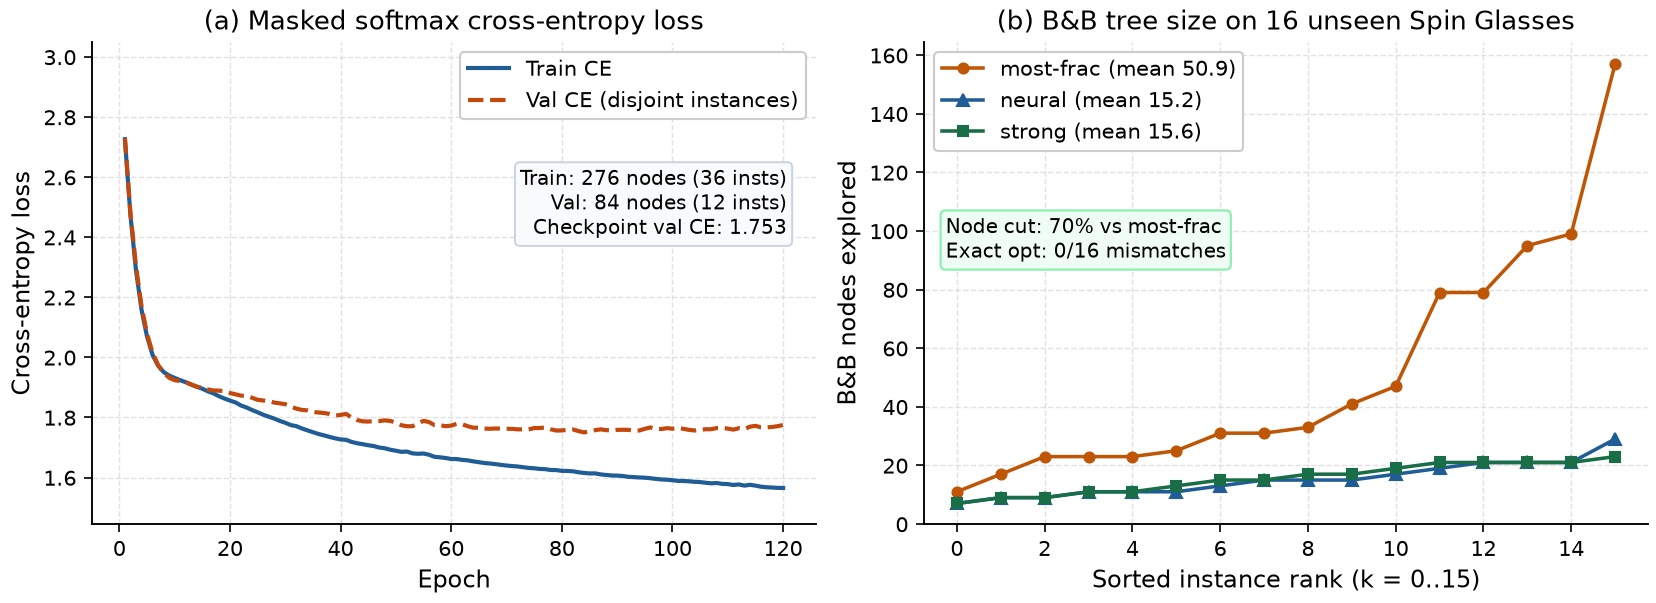 (a) Masked softmax cross-entropy loss
Cross-entropy loss
3.0
2.8
2.6
2.4
2.2
2.0
1.8
1.6
Train CE
Val CE (disjoint instances)
Train: 276 nodes (36 insts)
Val: 84 nodes (12 insts)
Checkpoint val CE: 1.753
0 20 40 60 80 100 120
Epoch
(b) B&B tree size on 16 unseen Spin Glasses
B&B nodes explored
160
140
120
100
80
60
40
20
0
most-frac (mean 50.9)
neural (mean 15.2)
strong (mean 15.6)
Node cut: 70% vs most-frac
Exact opt: 0/16 mismatches
0 2 4 6 8 10 12 14
Sorted instance rank (k = 0..15)